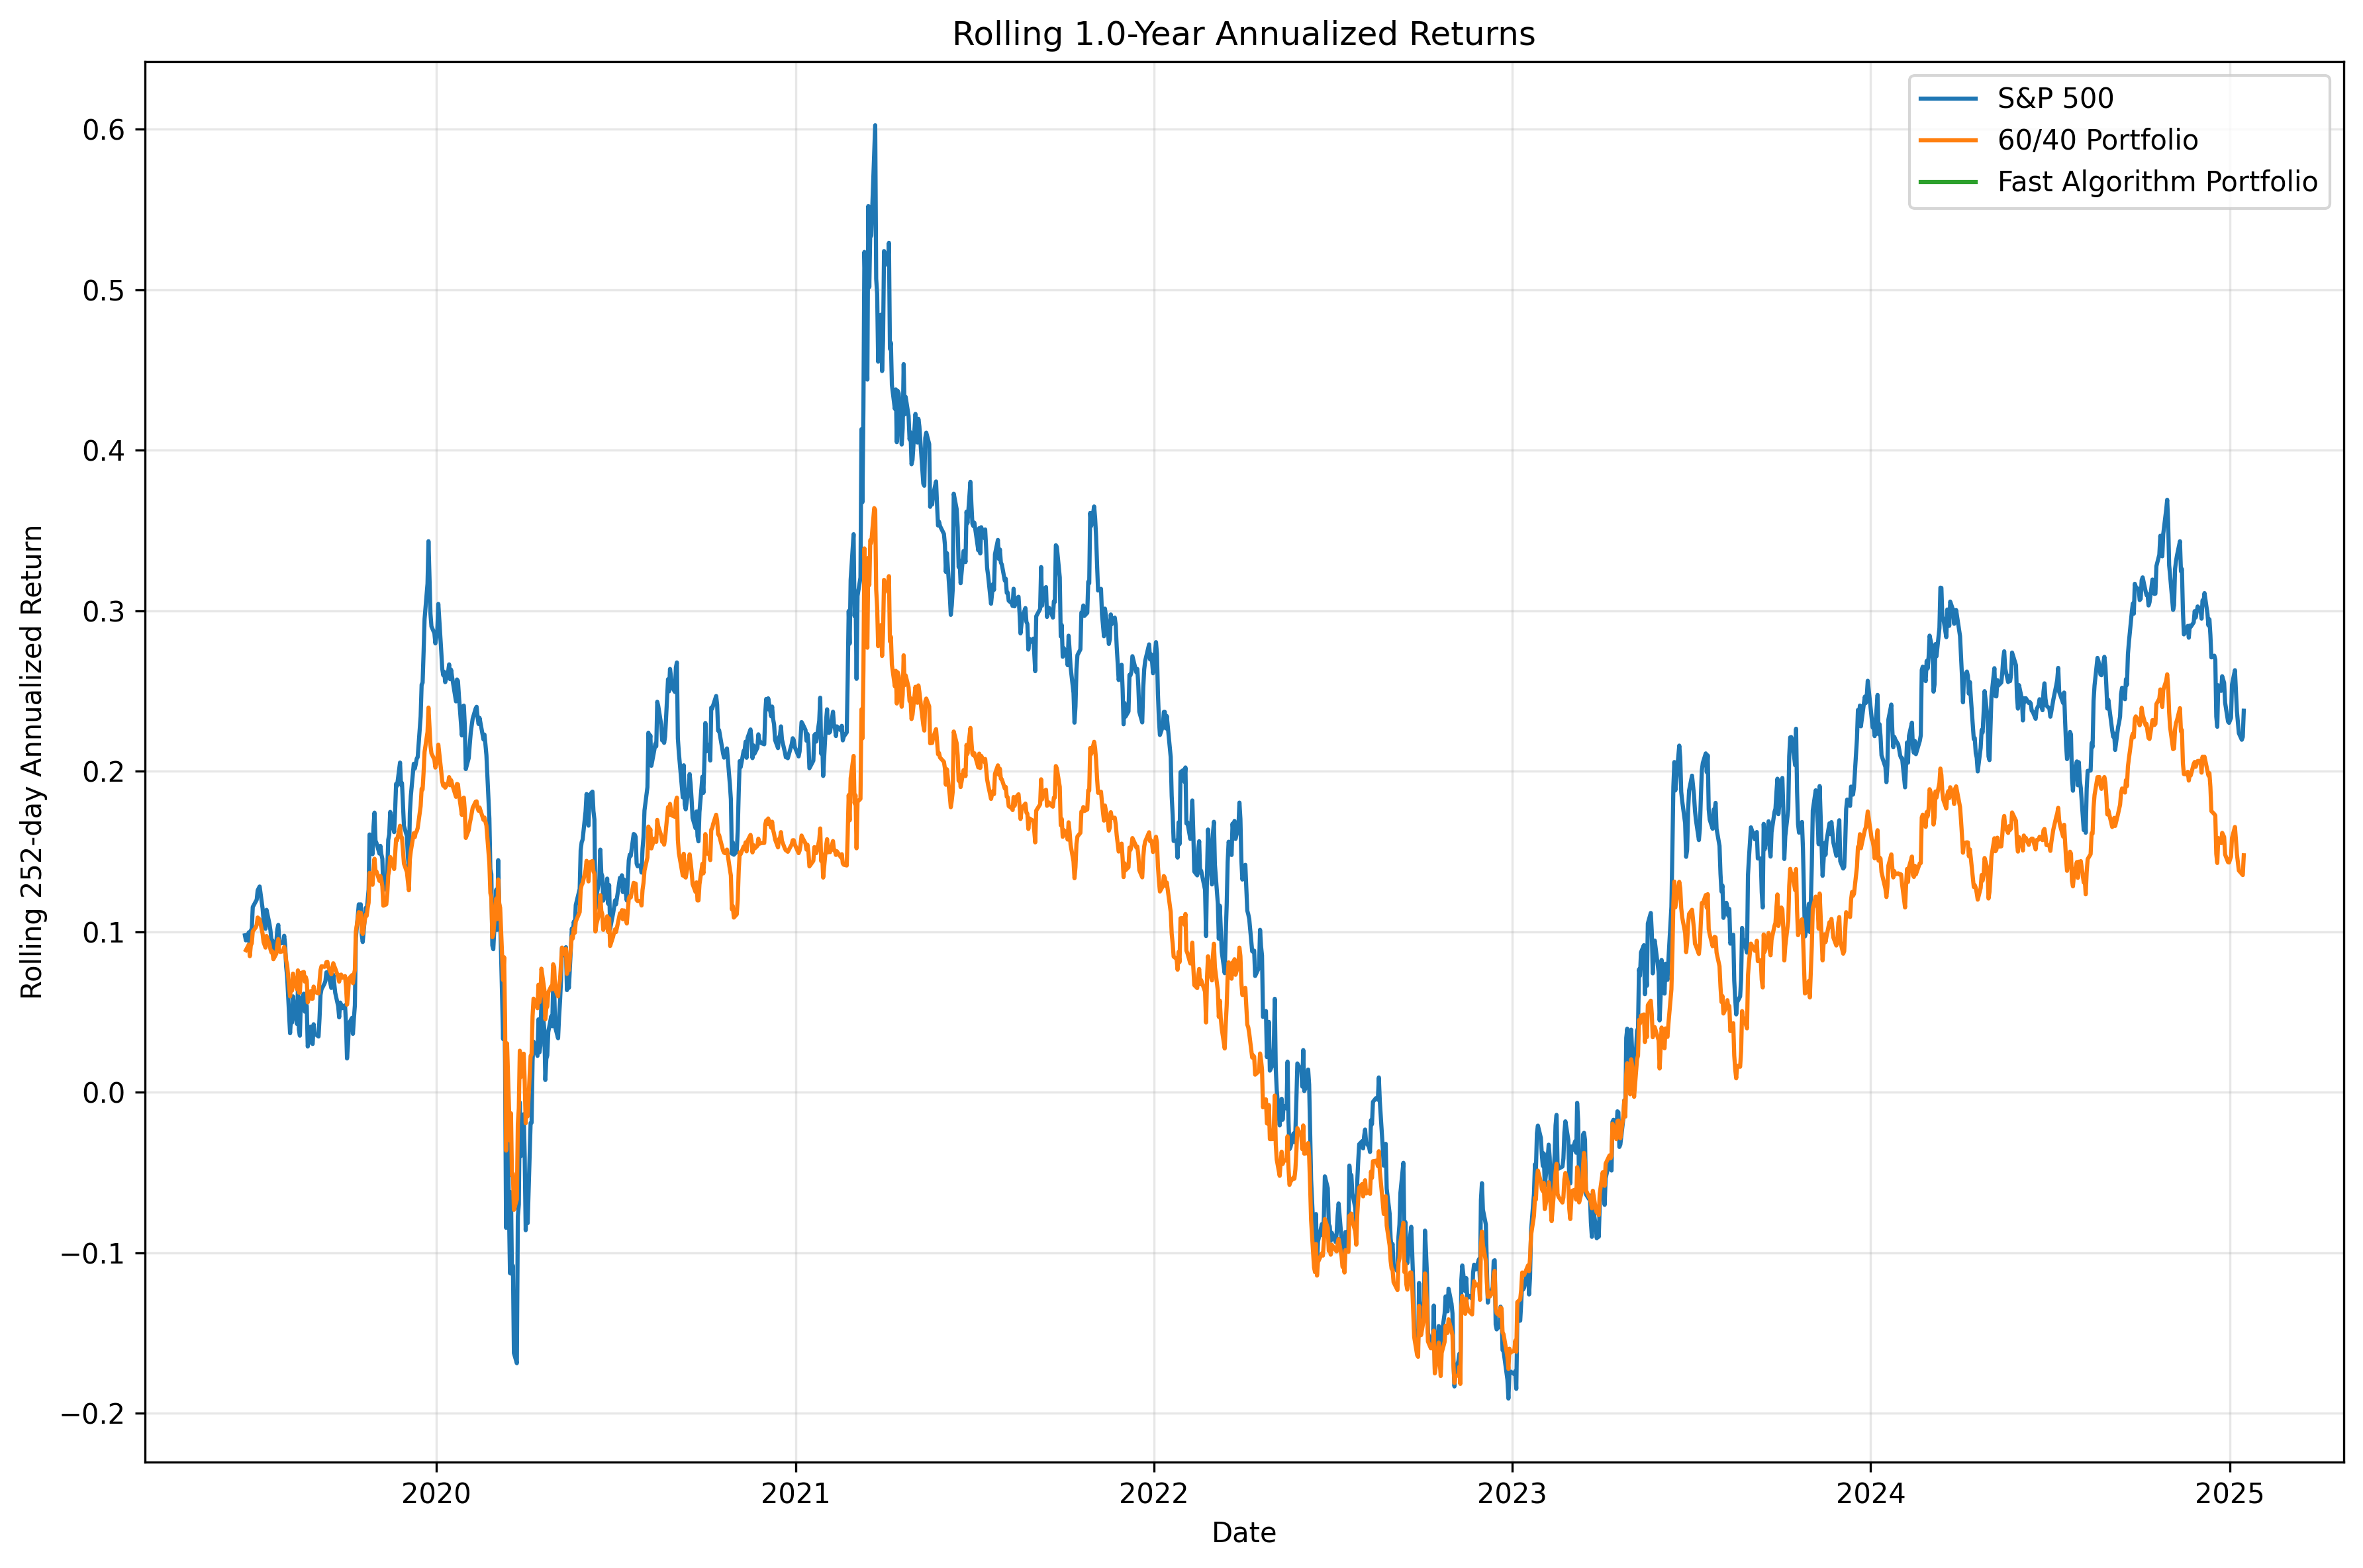 Rolling 1.0-Year Annualized Returns
S&P 500
60/40 Portfolio
Fast Algorithm Portfolio
Rolling 252-day Annualized Return
0.6
0.5
0.4
0.3
0.2
0.1
0.0
−0.1
−0.2
2020
2021
2022
2023
2024
2025
Date